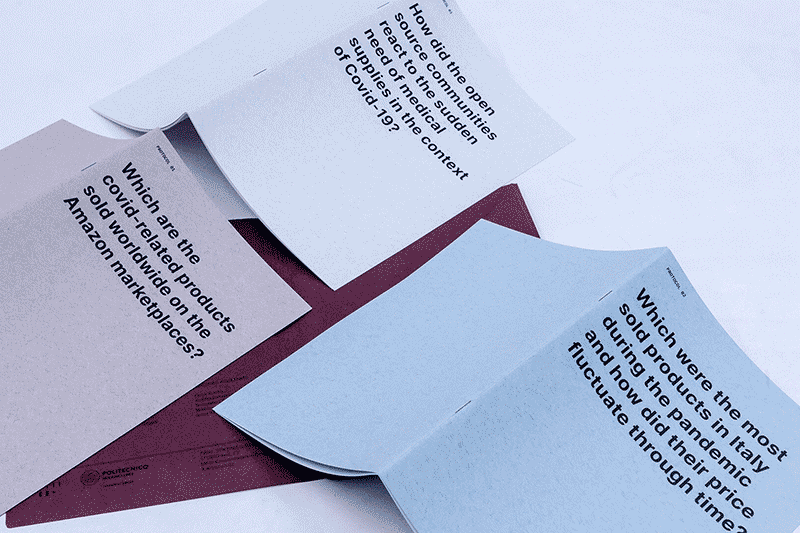 PROTOCOL 03
How did the open
source communities
react to the sudden
need of medical
supplies in the context
of Covid-19?
PROTOCOL 01
Which are the
covid-related products
sold worldwide on the
Amazon marketplaces?
PROTOCOL 02
Which were the most
sold products in Italy
during the pandemic
and how did their price
fluctuate through time?
POLITECNICO